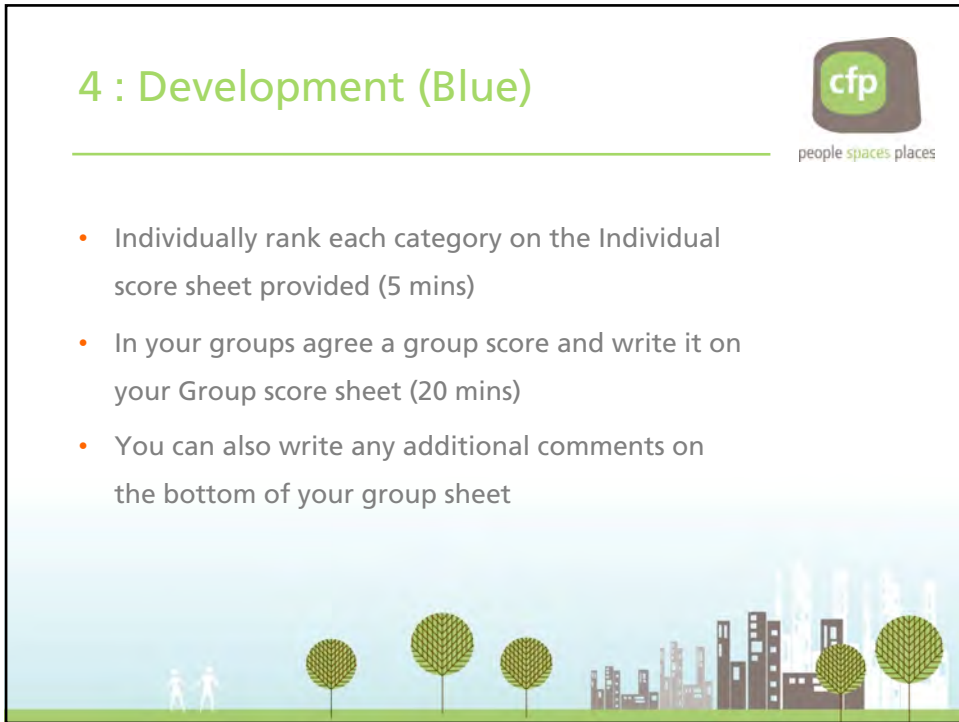 4 : Development (Blue)
cfp
people spaces places
• Individually rank each category on the Individual
score sheet provided (5 mins)
• In your groups agree a group score and write it on
your Group score sheet (20 mins)
• You can also write any additional comments on
the bottom of your group sheet